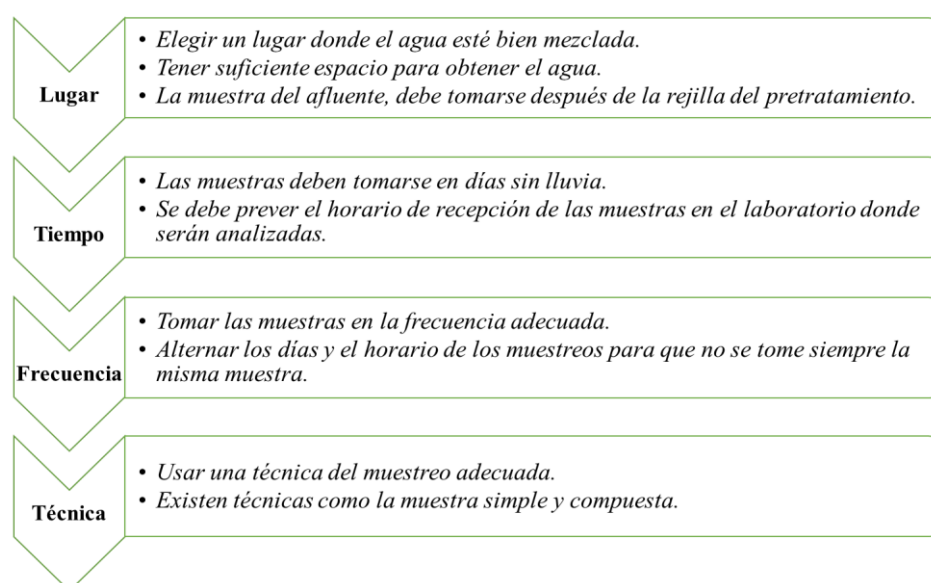 Lugar
• Elegir un lugar donde el agua esté bien mezclada.
• Tener suficiente espacio para obtener el agua.
• La muestra del afluente, debe tomarse después de la rejilla del pretratamiento.
Tiempo
• Las muestras deben tomarse en días sin lluvia.
• Se debe prever el horario de recepción de las muestras en el laboratorio donde
serán analizadas.
Frecuencia
• Tomar las muestras en la frecuencia adecuada.
• Alternar los días y el horario de los muestreos para que no se tome siempre la
misma muestra.
Técnica
• Usar una técnica del muestreo adecuada.
• Existen técnicas como la muestra simple y compuesta.